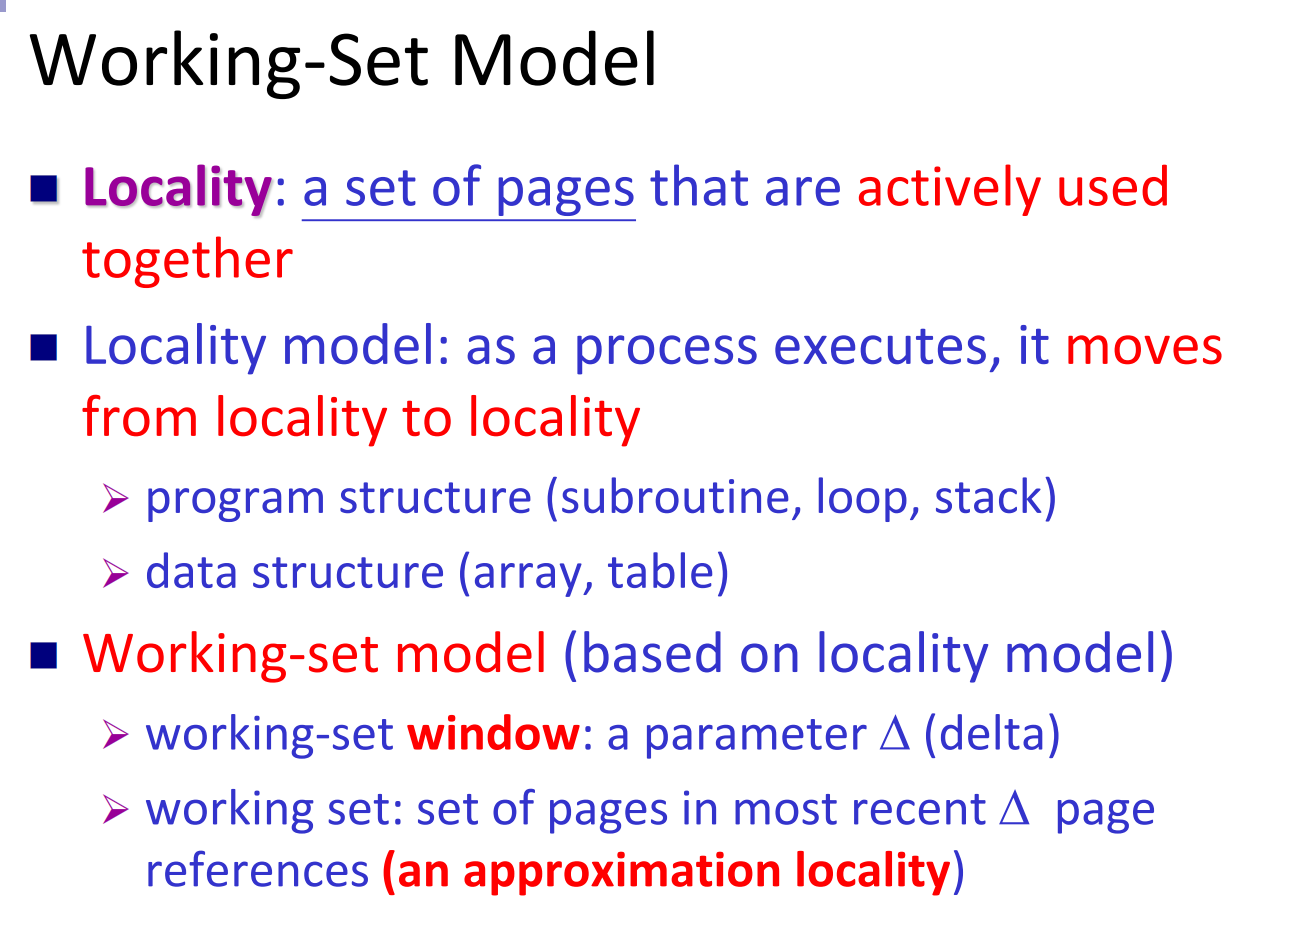 Working-Set Model
Locality: a set of pages that are actively used
together
Locality model: as a process executes, it moves
from locality to locality
program structure (subroutine, loop, stack)
data structure (array, table)
Working-set model (based on locality model)
working-set window: a parameter Δ (delta)
working set: set of pages in most recent Δ page
references (an approximation locality)